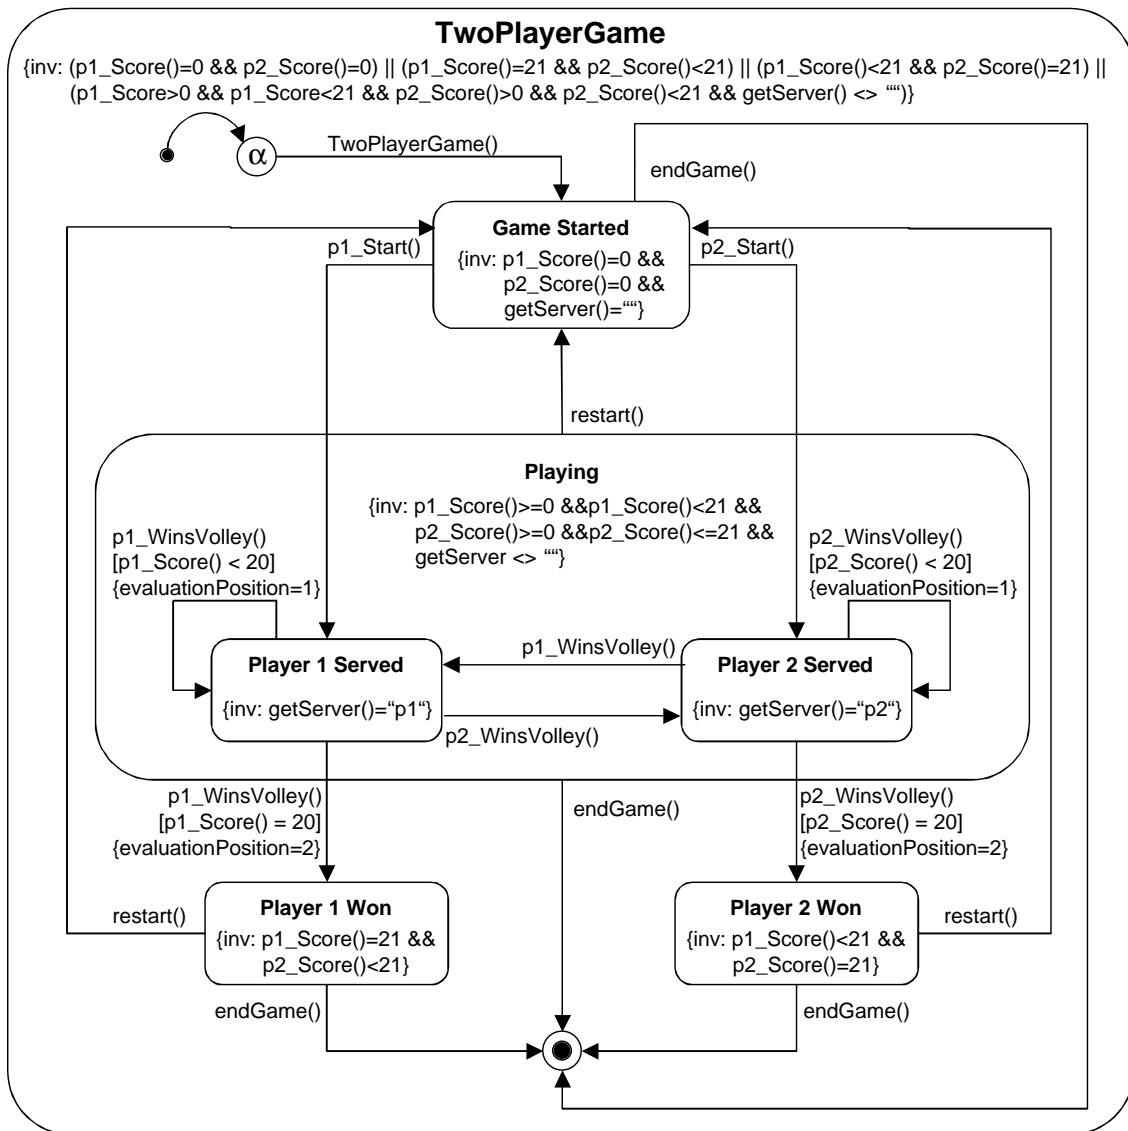 TwoPlayerGame
{inv: (p1_Score()=0 && p2_Score()=0) || (p1_Score()=21 && p2_Score()<21) || (p1_Score()<21 && p2_Score()=21) ||
(p1_Score>0 && p1_Score<21 && p2_Score()>0 && p2_Score()<21 && getServer() <> ““)}
α
TwoPlayerGame()
endGame()
Game Started
{inv: p1_Score()=0 &&
p2_Score()=0 &&
getServer()=““}
p1_Start()
p2_Start()
restart()
Playing
{inv: p1_Score()>=0 &&p1_Score()<21 &&
p2_Score()>=0 &&p2_Score()<=21 &&
getServer <> ““}
p1_WinsVolley()
[p1_Score() < 20]
{evaluationPosition=1}
p2_WinsVolley()
[p2_Score() < 20]
{evaluationPosition=1}
Player 1 Served
{inv: getServer()=“p1“}
p1_WinsVolley()
p2_WinsVolley()
Player 2 Served
{inv: getServer()=“p2“}
p1_WinsVolley()
[p1_Score() = 20]
{evaluationPosition=2}
endGame()
p2_WinsVolley()
[p2_Score() = 20]
{evaluationPosition=2}
restart()
Player 1 Won
{inv: p1_Score()=21 &&
p2_Score()<21}
Player 2 Won
{inv: p1_Score()<21 &&
p2_Score()=21}
restart()
endGame()
endGame()